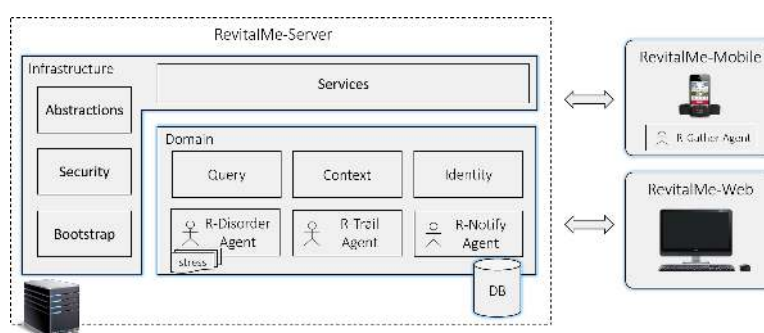 RevitalMe-Server
Infrastructure
Services
Abstractions
Security
Bootstrap
Domain
Query
Context
Identity
R-Disorder
Agent
stress
R-Trail
Agent
R-Notify
Agent
DB
RevitalMe-Mobile
R-Gather Agent
RevitalMe-Web